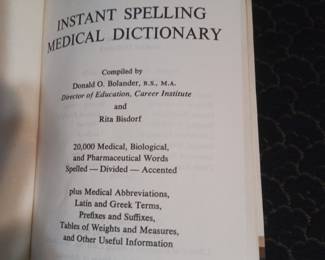 INSTANT SPELLING
MEDICAL DICTIONARY
Compiled by
Donald O. Bolander, B.S., M.A.
Director of Education, Career Institute
and
Rita Bisdorf
20,000 Medical, Biological,
and Pharmaceutical Words
Spelled — Divided — Accented
plus Medical Abbreviations,
Latin and Greek Terms,
Prefixes and Suffixes,
Tables of Weights and Measures,
and Other Useful Information